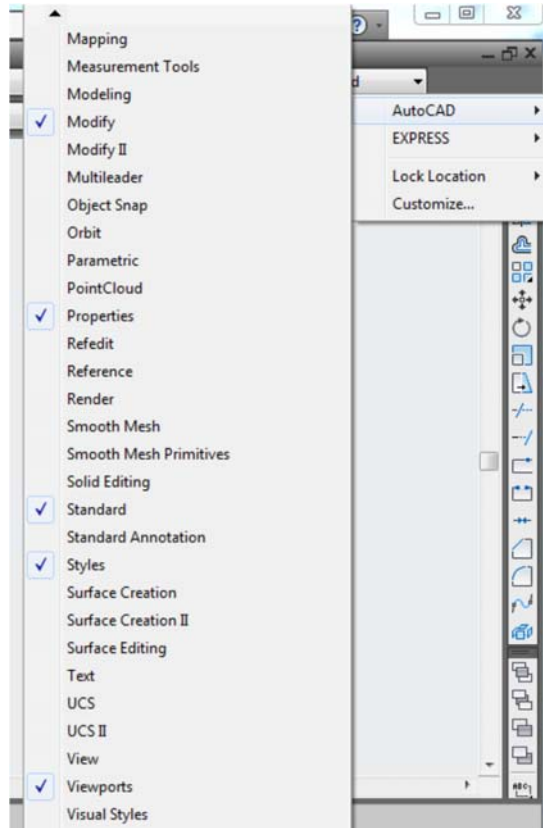 Mapping
Measurement Tools
Modeling
Modify
Modify II
Multileader
Object Snap
Orbit
Parametric
PointCloud
Properties
Refedit
Reference
Render
Smooth Mesh
Smooth Mesh Primitives
Solid Editing
Standard
Standard Annotation
Styles
Surface Creation
Surface Creation II
Surface Editing
Text
UCS
UCS II
View
Viewports
Visual Styles
d
AutoCAD
EXPRESS
Lock Location
Customize...
ABC